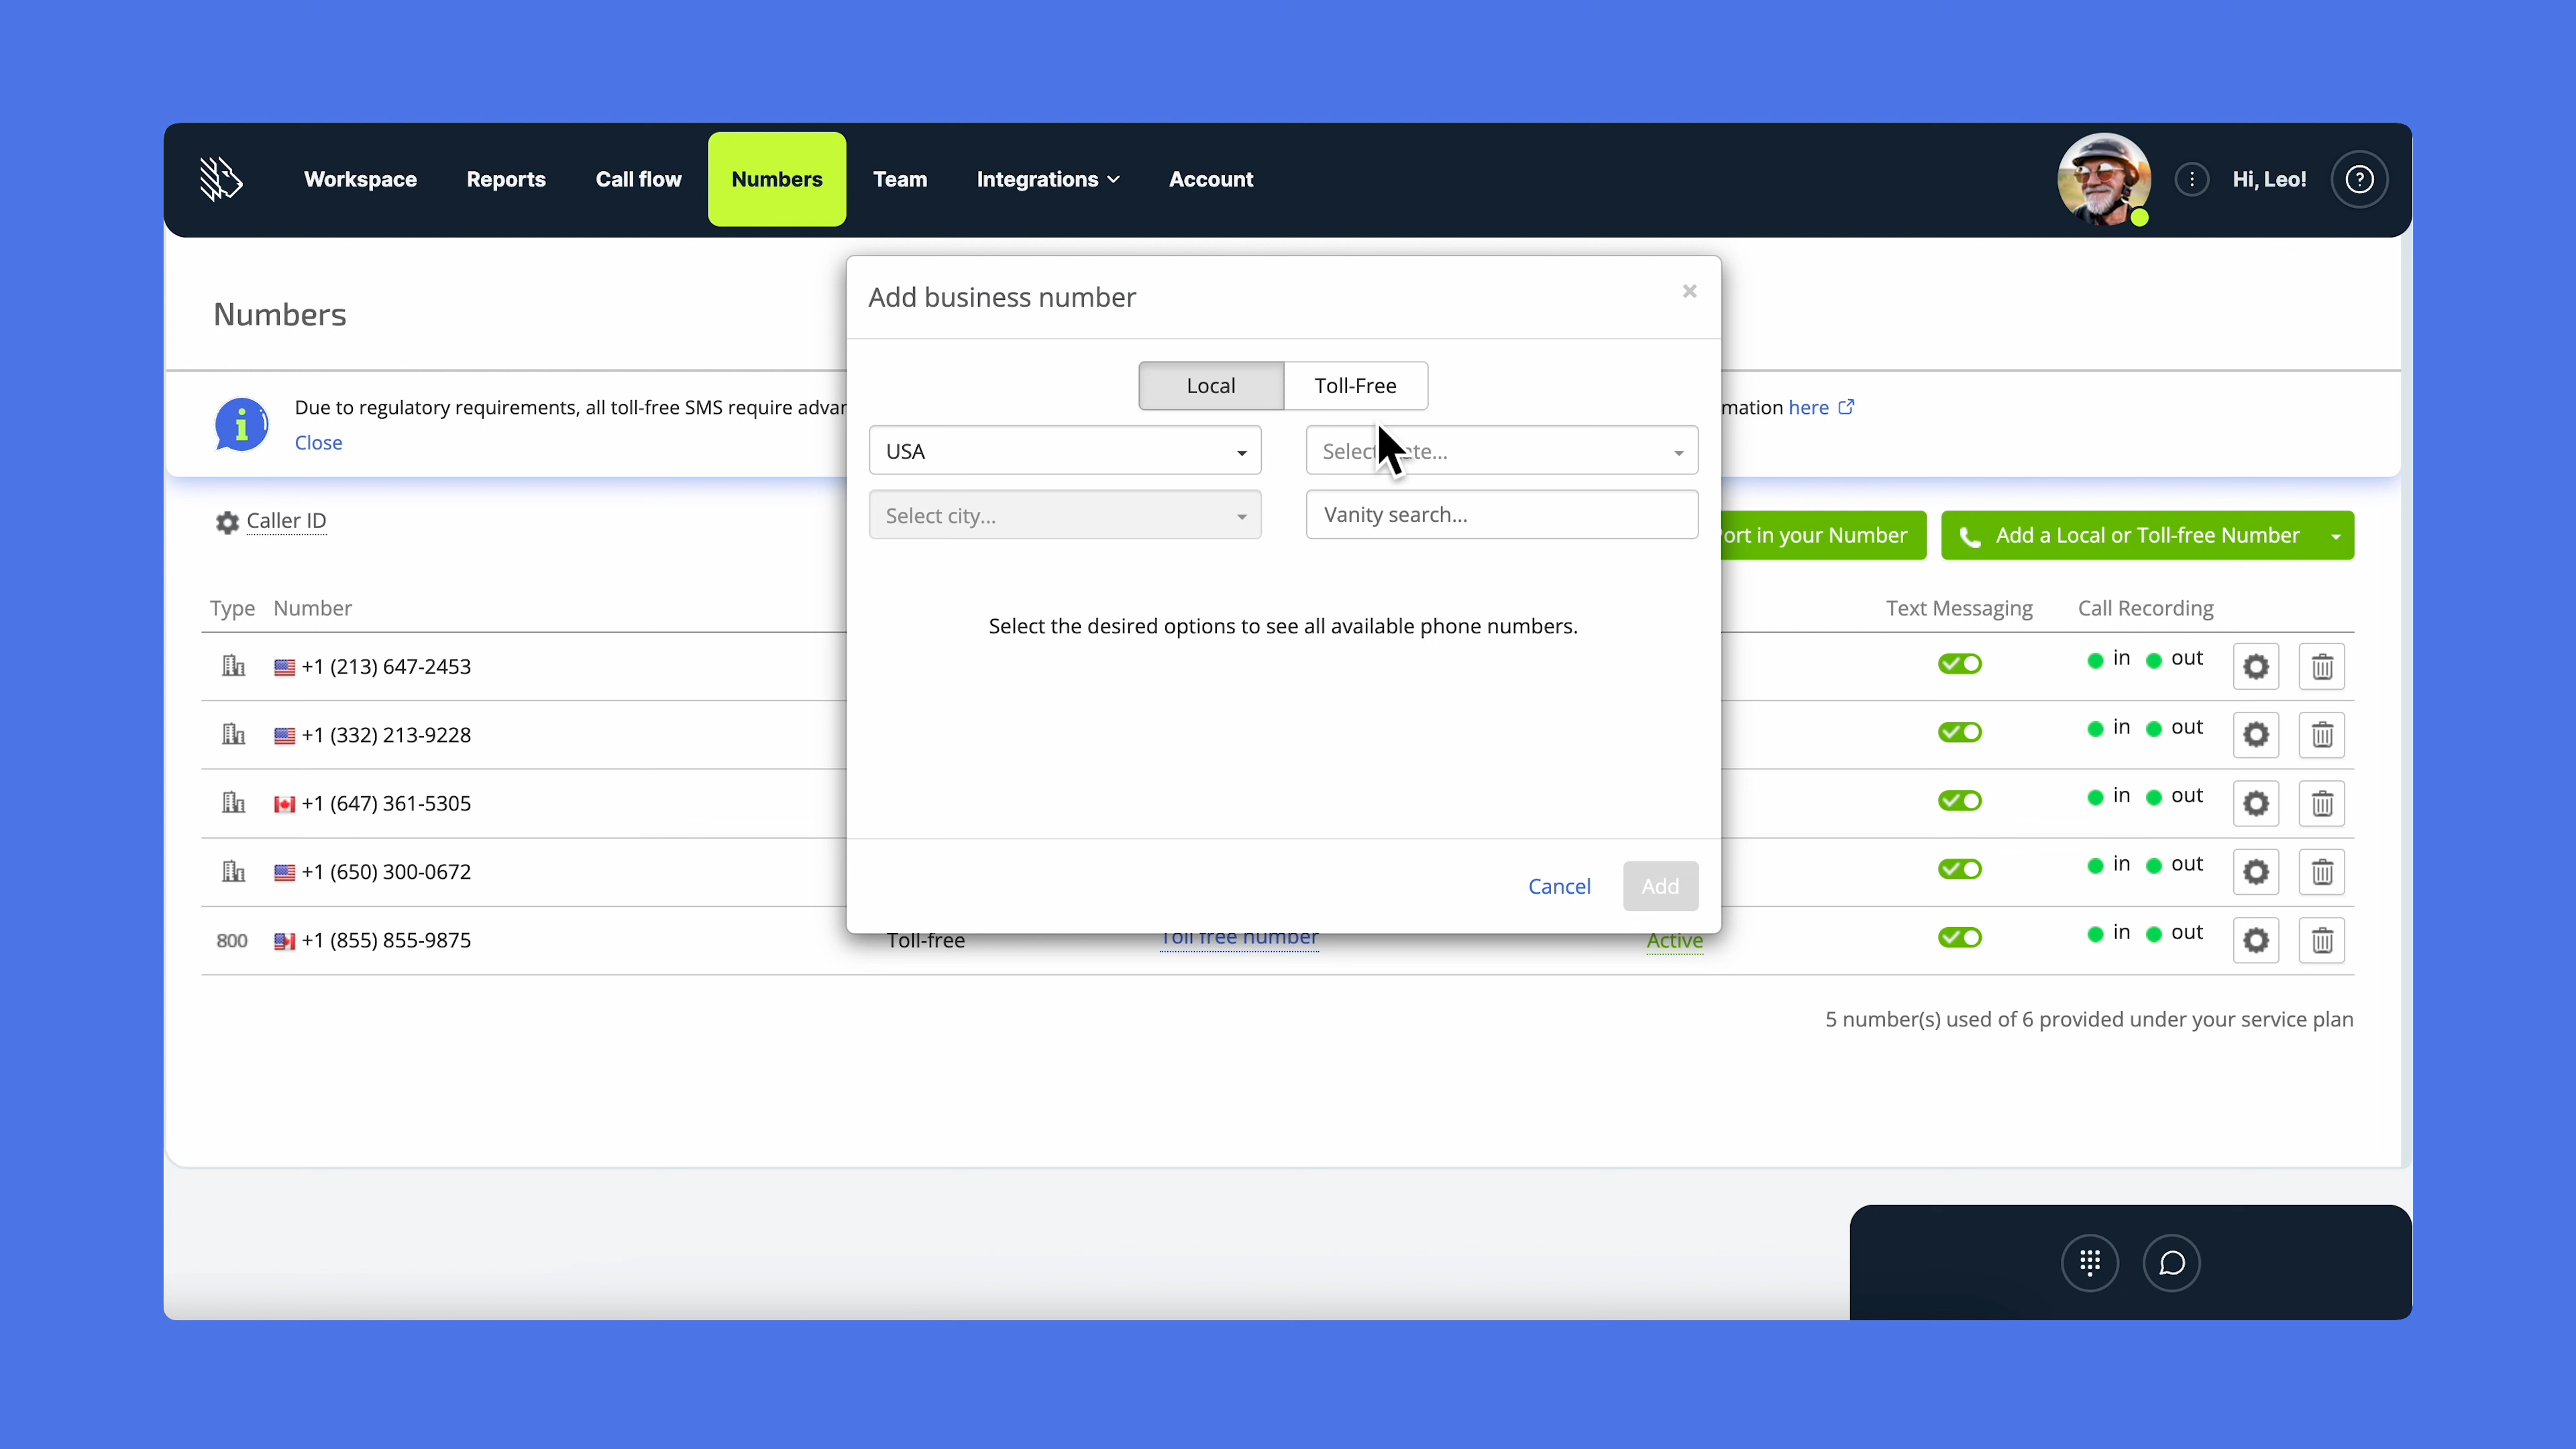 Workspace Reports Call flow Numbers Team Integrations Account Hi, Leo! ?
Numbers
Due to regulatory requirements, all toll-free SMS require
mation here
Close
Caller ID
in your Number
Add a Local or Toll-free Number
Type Number Text Messaging Call Recording
+1 (213) 647-2453 in out
+1 (332) 213-9228 in out
+1 (647) 361-5305 in out
+1 (650) 300-0672 in out
800 +1 (855) 855-9875 Toll-free Toll free number Active in out
5 number(s) used of 6 provided under your service plan
Add business number ×
Local Toll-Free
USA
Select
Select city...
Vanity search...
Select the desired options to see all available phone numbers.
Cancel Add